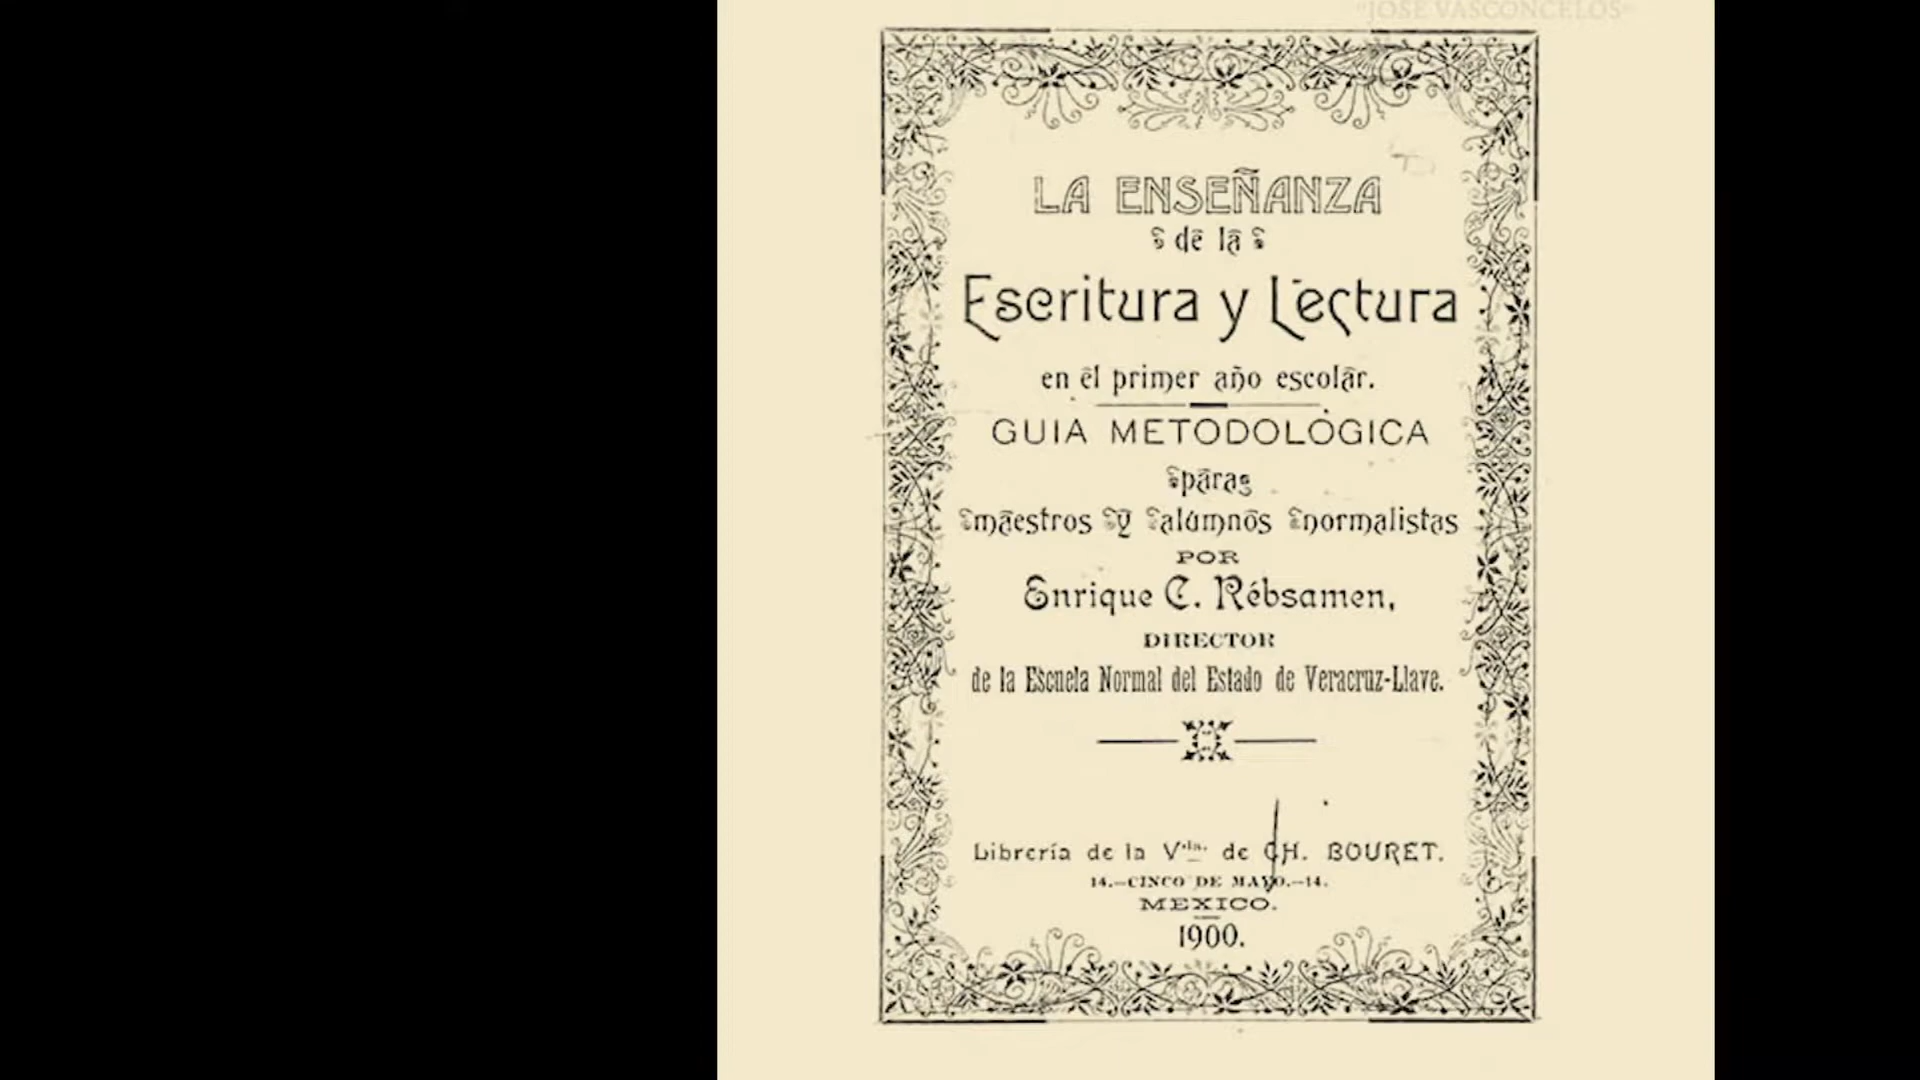 "JOSE VASCONCELOS"
LA ENSEÑANZA
de la
Escritura y Lectura
en el primer año escolar.
GUIA METODOLÓGICA
para
maestros y alumnos normalistas
POR
Enrique C. Rébsamen,
DIRECTOR
de la Escuela Normal del Estado de Veracruz-Llave.
Librería de la Vda. de CH. BOURET.
14.-CINCO DE MAYO.-14.
MEXICO.
1900.